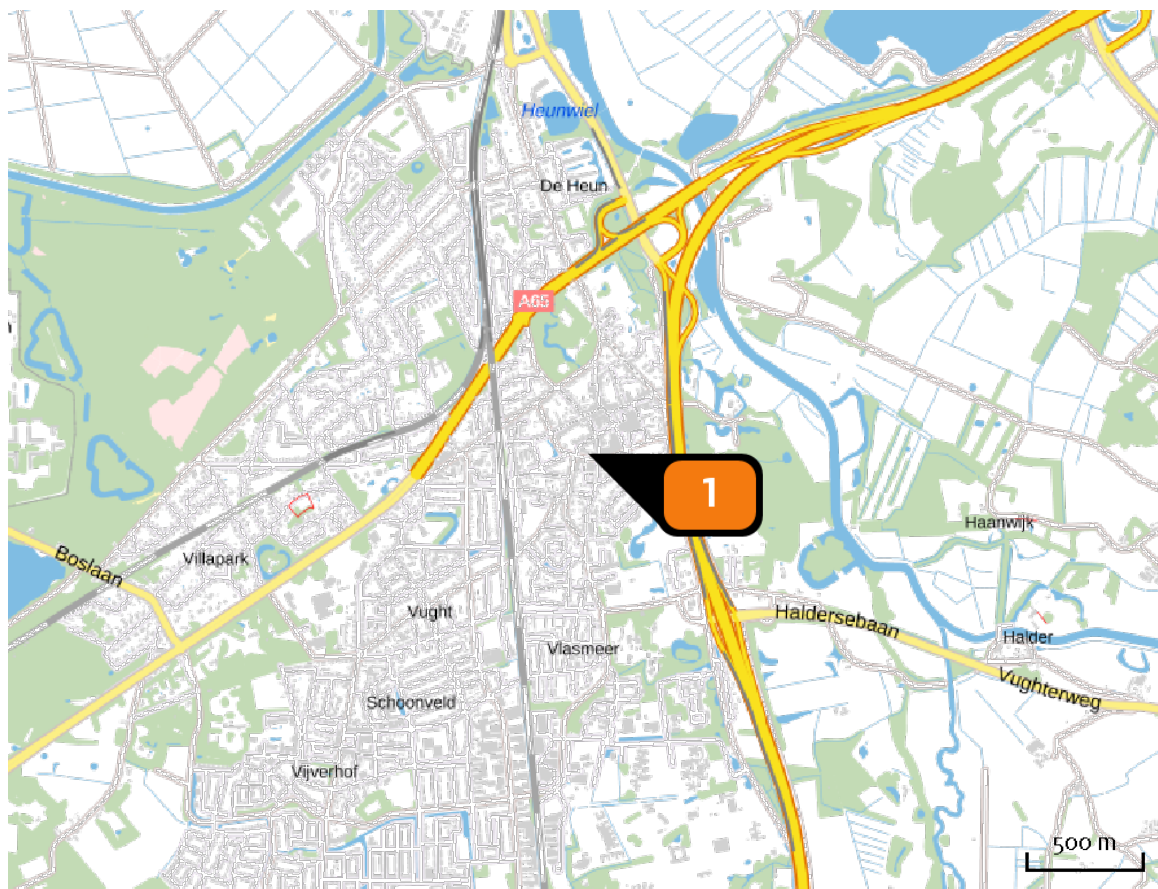 Heunwiel
De Heun
A65
1
Haanwijk
Boslaan
Villapark
Vught
Haldersebaan
Halder
Vlasmeer
Vughterweg
Schoonveld
Vijverhof
500 m